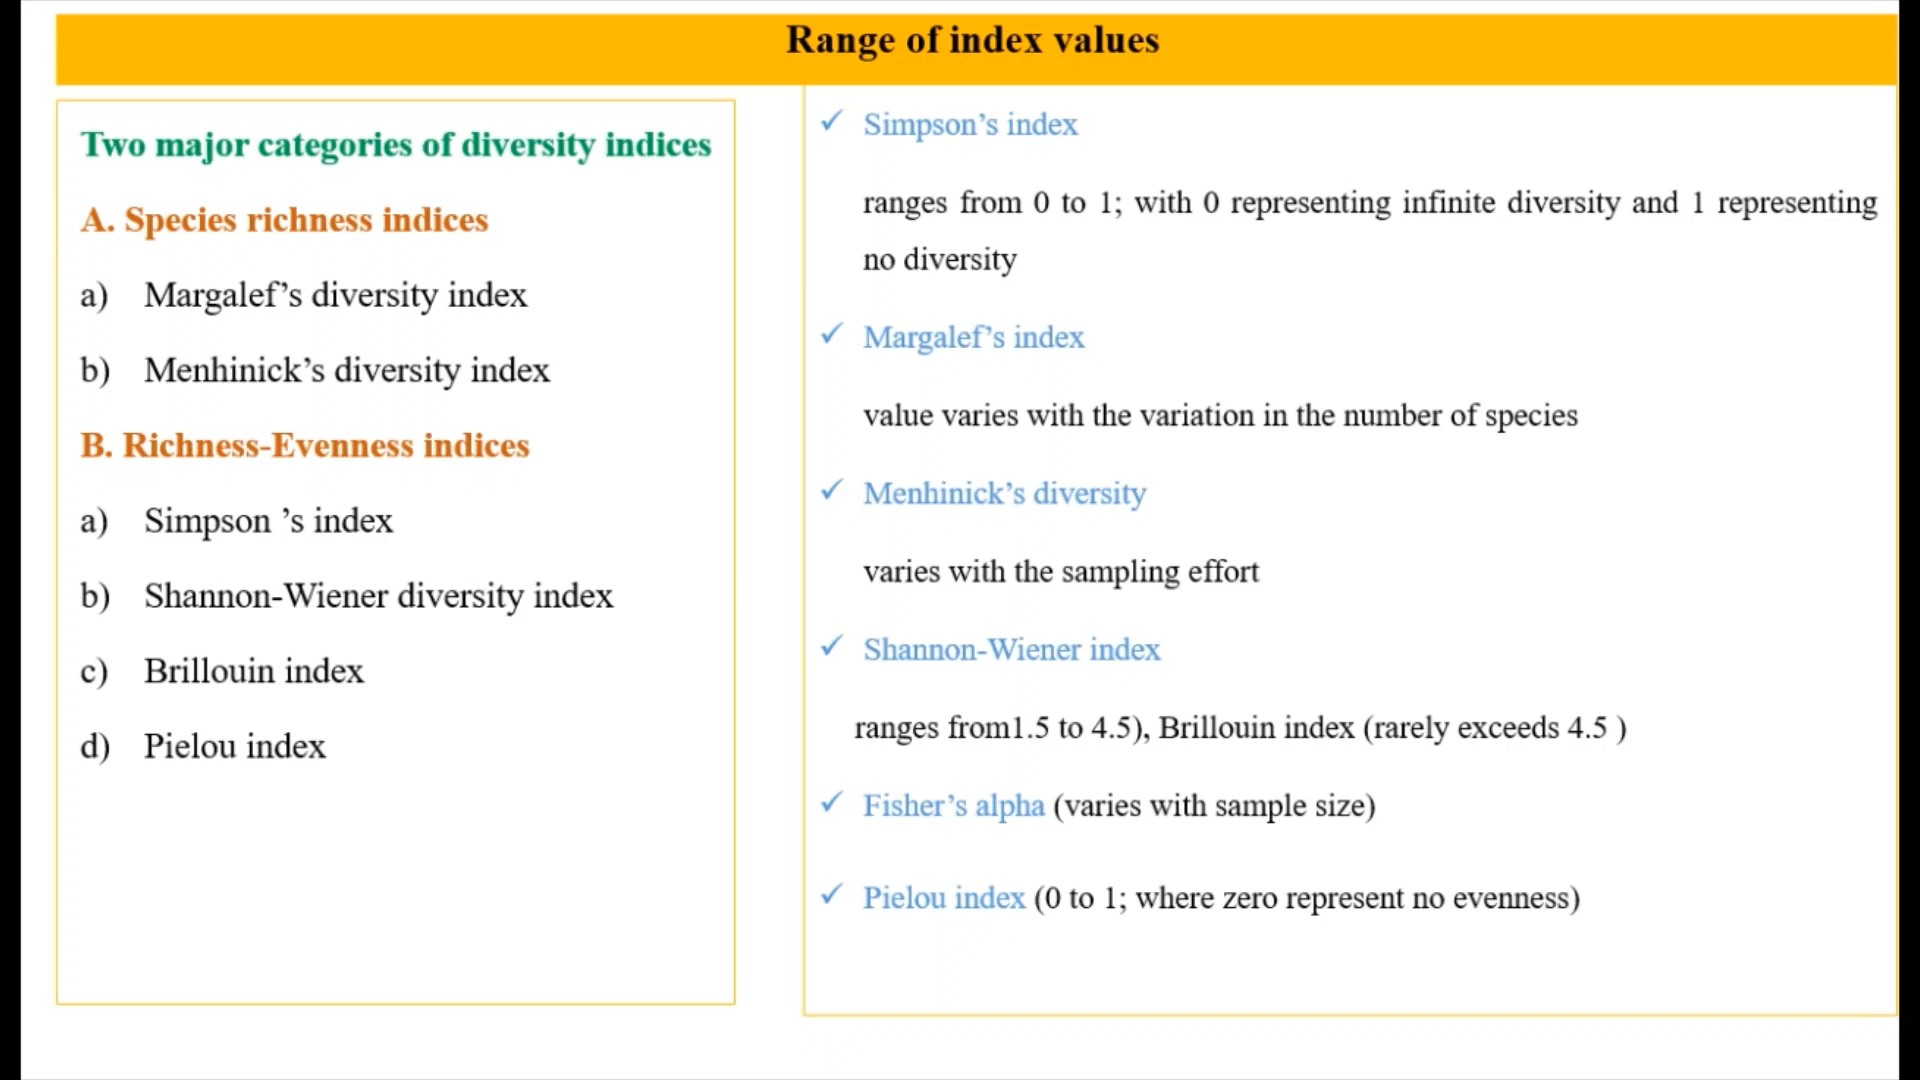 Range of index values
Two major categories of diversity indices
A. Species richness indices
a) Margalef’s diversity index
b) Menhinick’s diversity index
B. Richness-Evenness indices
a) Simpson ’s index
b) Shannon-Wiener diversity index
c) Brillouin index
d) Pielou index
✓ Simpson’s index
ranges from 0 to 1; with 0 representing infinite diversity and 1 representing
no diversity
✓ Margalef’s index
value varies with the variation in the number of species
✓ Menhinick’s diversity
varies with the sampling effort
✓ Shannon-Wiener index
ranges from1.5 to 4.5), Brillouin index (rarely exceeds 4.5 )
✓ Fisher’s alpha (varies with sample size)
✓ Pielou index (0 to 1; where zero represent no evenness)